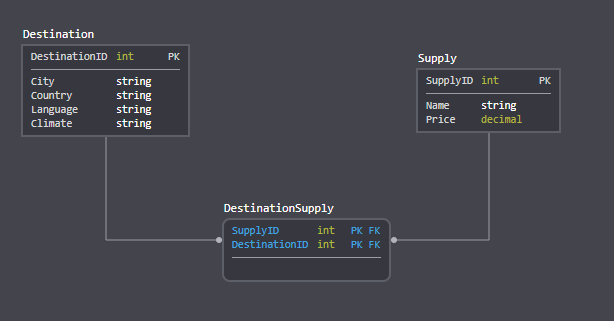 Destination
DestinationID int PK
City string
Country string
Language string
Climate string
Supply
SupplyID int PK
Name string
Price decimal
DestinationSupply
SupplyID int PK FK
DestinationID int PK FK